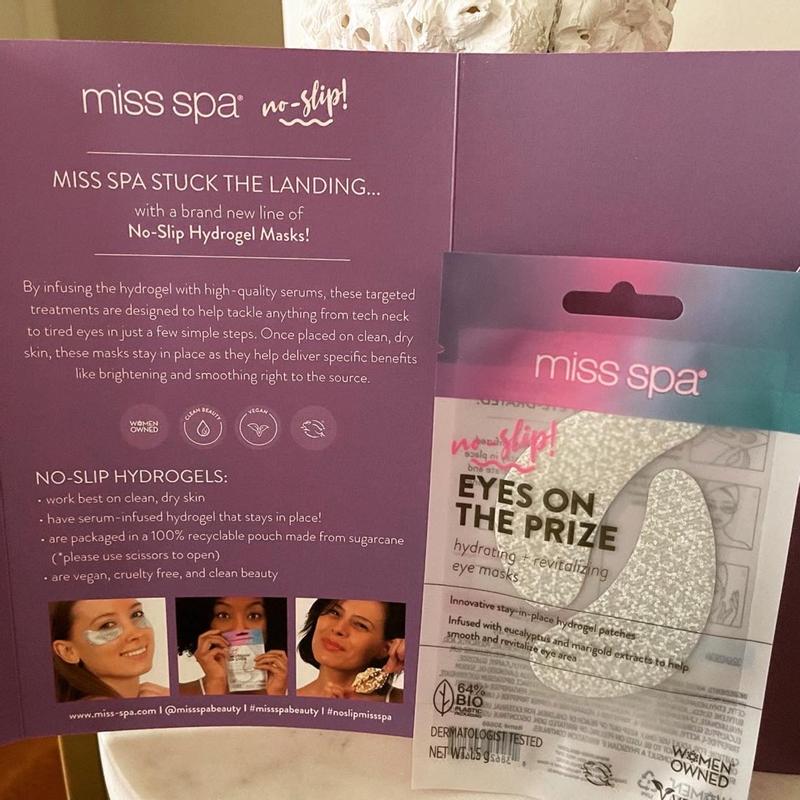 miss spa® no-slip!
MISS SPA STUCK THE LANDING...
with a brand new line of
No-Slip Hydrogel Masks!
By infusing the hydrogel with high-quality serums, these targeted
treatments are designed to help tackle anything from tech neck
to tired eyes in just a few simple steps. Once placed on clean, dry
skin, these masks stay in place as they help deliver specific benefits
like brightening and smoothing right to the source.
WOMEN
OWNED
CLEAN BEAUTY
VEGAN
NO-SLIP HYDROGELS:
• work best on clean, dry skin
• have serum-infused hydrogel that stays in place!
• are packaged in a 100% recyclable pouch made from sugarcane
(*please use scissors to open)
• are vegan, cruelty free, and clean beauty
www.miss-spa.com | @missspabeauty | #missspabeauty | #noslipmissspa
miss spa®
no-slip!
EYES ON
THE PRIZE
hydrating + revitalizing
eye masks
Innovative stay-in-place hydrogel patches
Infused with eucalyptus and marigold extracts to help
smooth and revitalize eye area
64%
BIO
PLASTIC
DERMATOLOGIST TESTED
NET WT.
WOMEN
OWNED